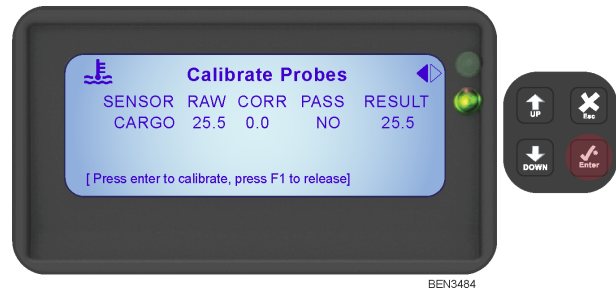 Calibrate Probes
SENSOR RAW CORR PASS RESULT
CARGO 25.5 0.0 NO 25.5
[ Press enter to calibrate, press F1 to release]
UP
Esc
DOWN
Enter
BEN3484